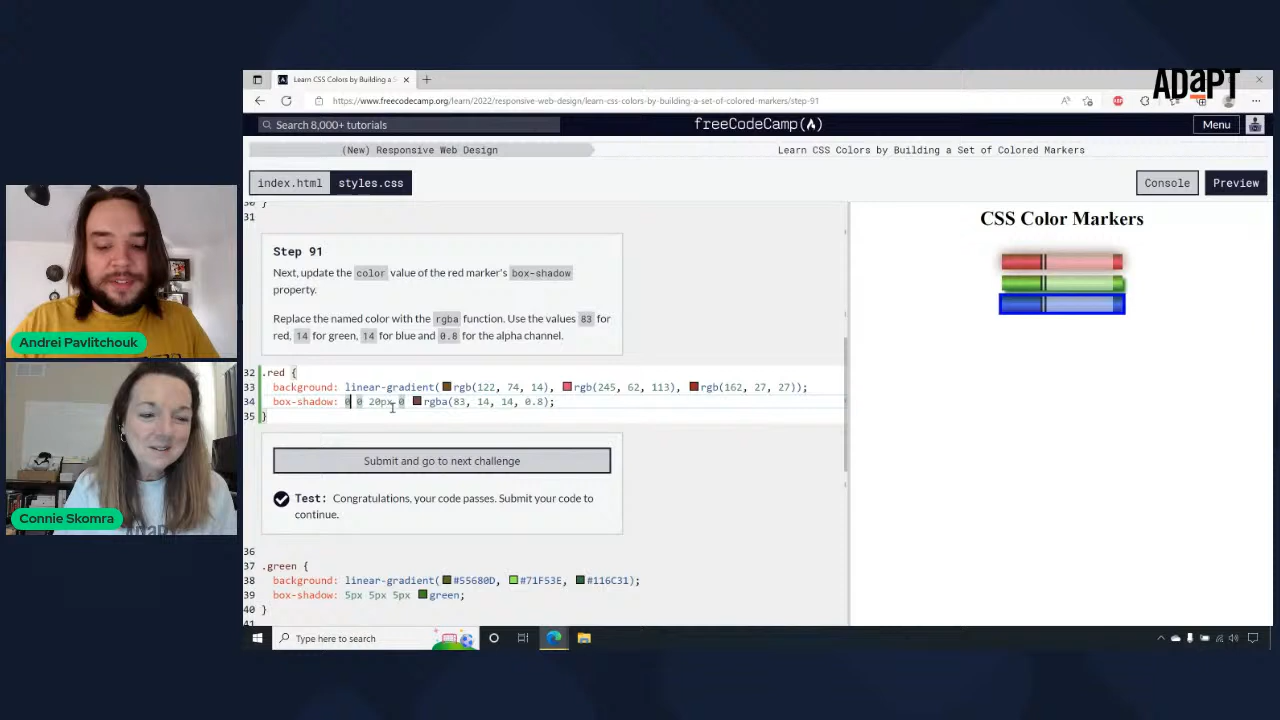 ADaPT
Learn CSS Colors by Building a S
https://www.freecodecamp.org/learn/2022/responsive-web-design/learn-css-colors-by-building-a-set-of-colored-markers/step-91
Search 8,000+ tutorials
freeCodeCamp
Menu
(New) Responsive Web Design
Learn CSS Colors by Building a Set of Colored Markers
index.html
styles.css
Console
Preview
30 }
31
CSS Color Markers
Step 91
Next, update the color value of the red marker's box-shadow
property.
Replace the named color with the rgba function. Use the values 83 for
red, 14 for green, 14 for blue and 0.8 for the alpha channel.
32 .red {
33 background: linear-gradient(rgb(122, 74, 14), rgb(245, 62, 113), rgb(162, 27, 27));
34 box-shadow: 0 0 20px 0 rgba(83, 14, 14, 0.8);
35 }
Submit and go to next challenge
Test: Congratulations, your code passes. Submit your code to
continue.
36
37 .green {
38 background: linear-gradient(#55680D, #71F53E, #116C31);
39 box-shadow: 5px 5px 5px green;
40 }
41
Andrei Pavlitchouk
Connie Skomra
Type here to search